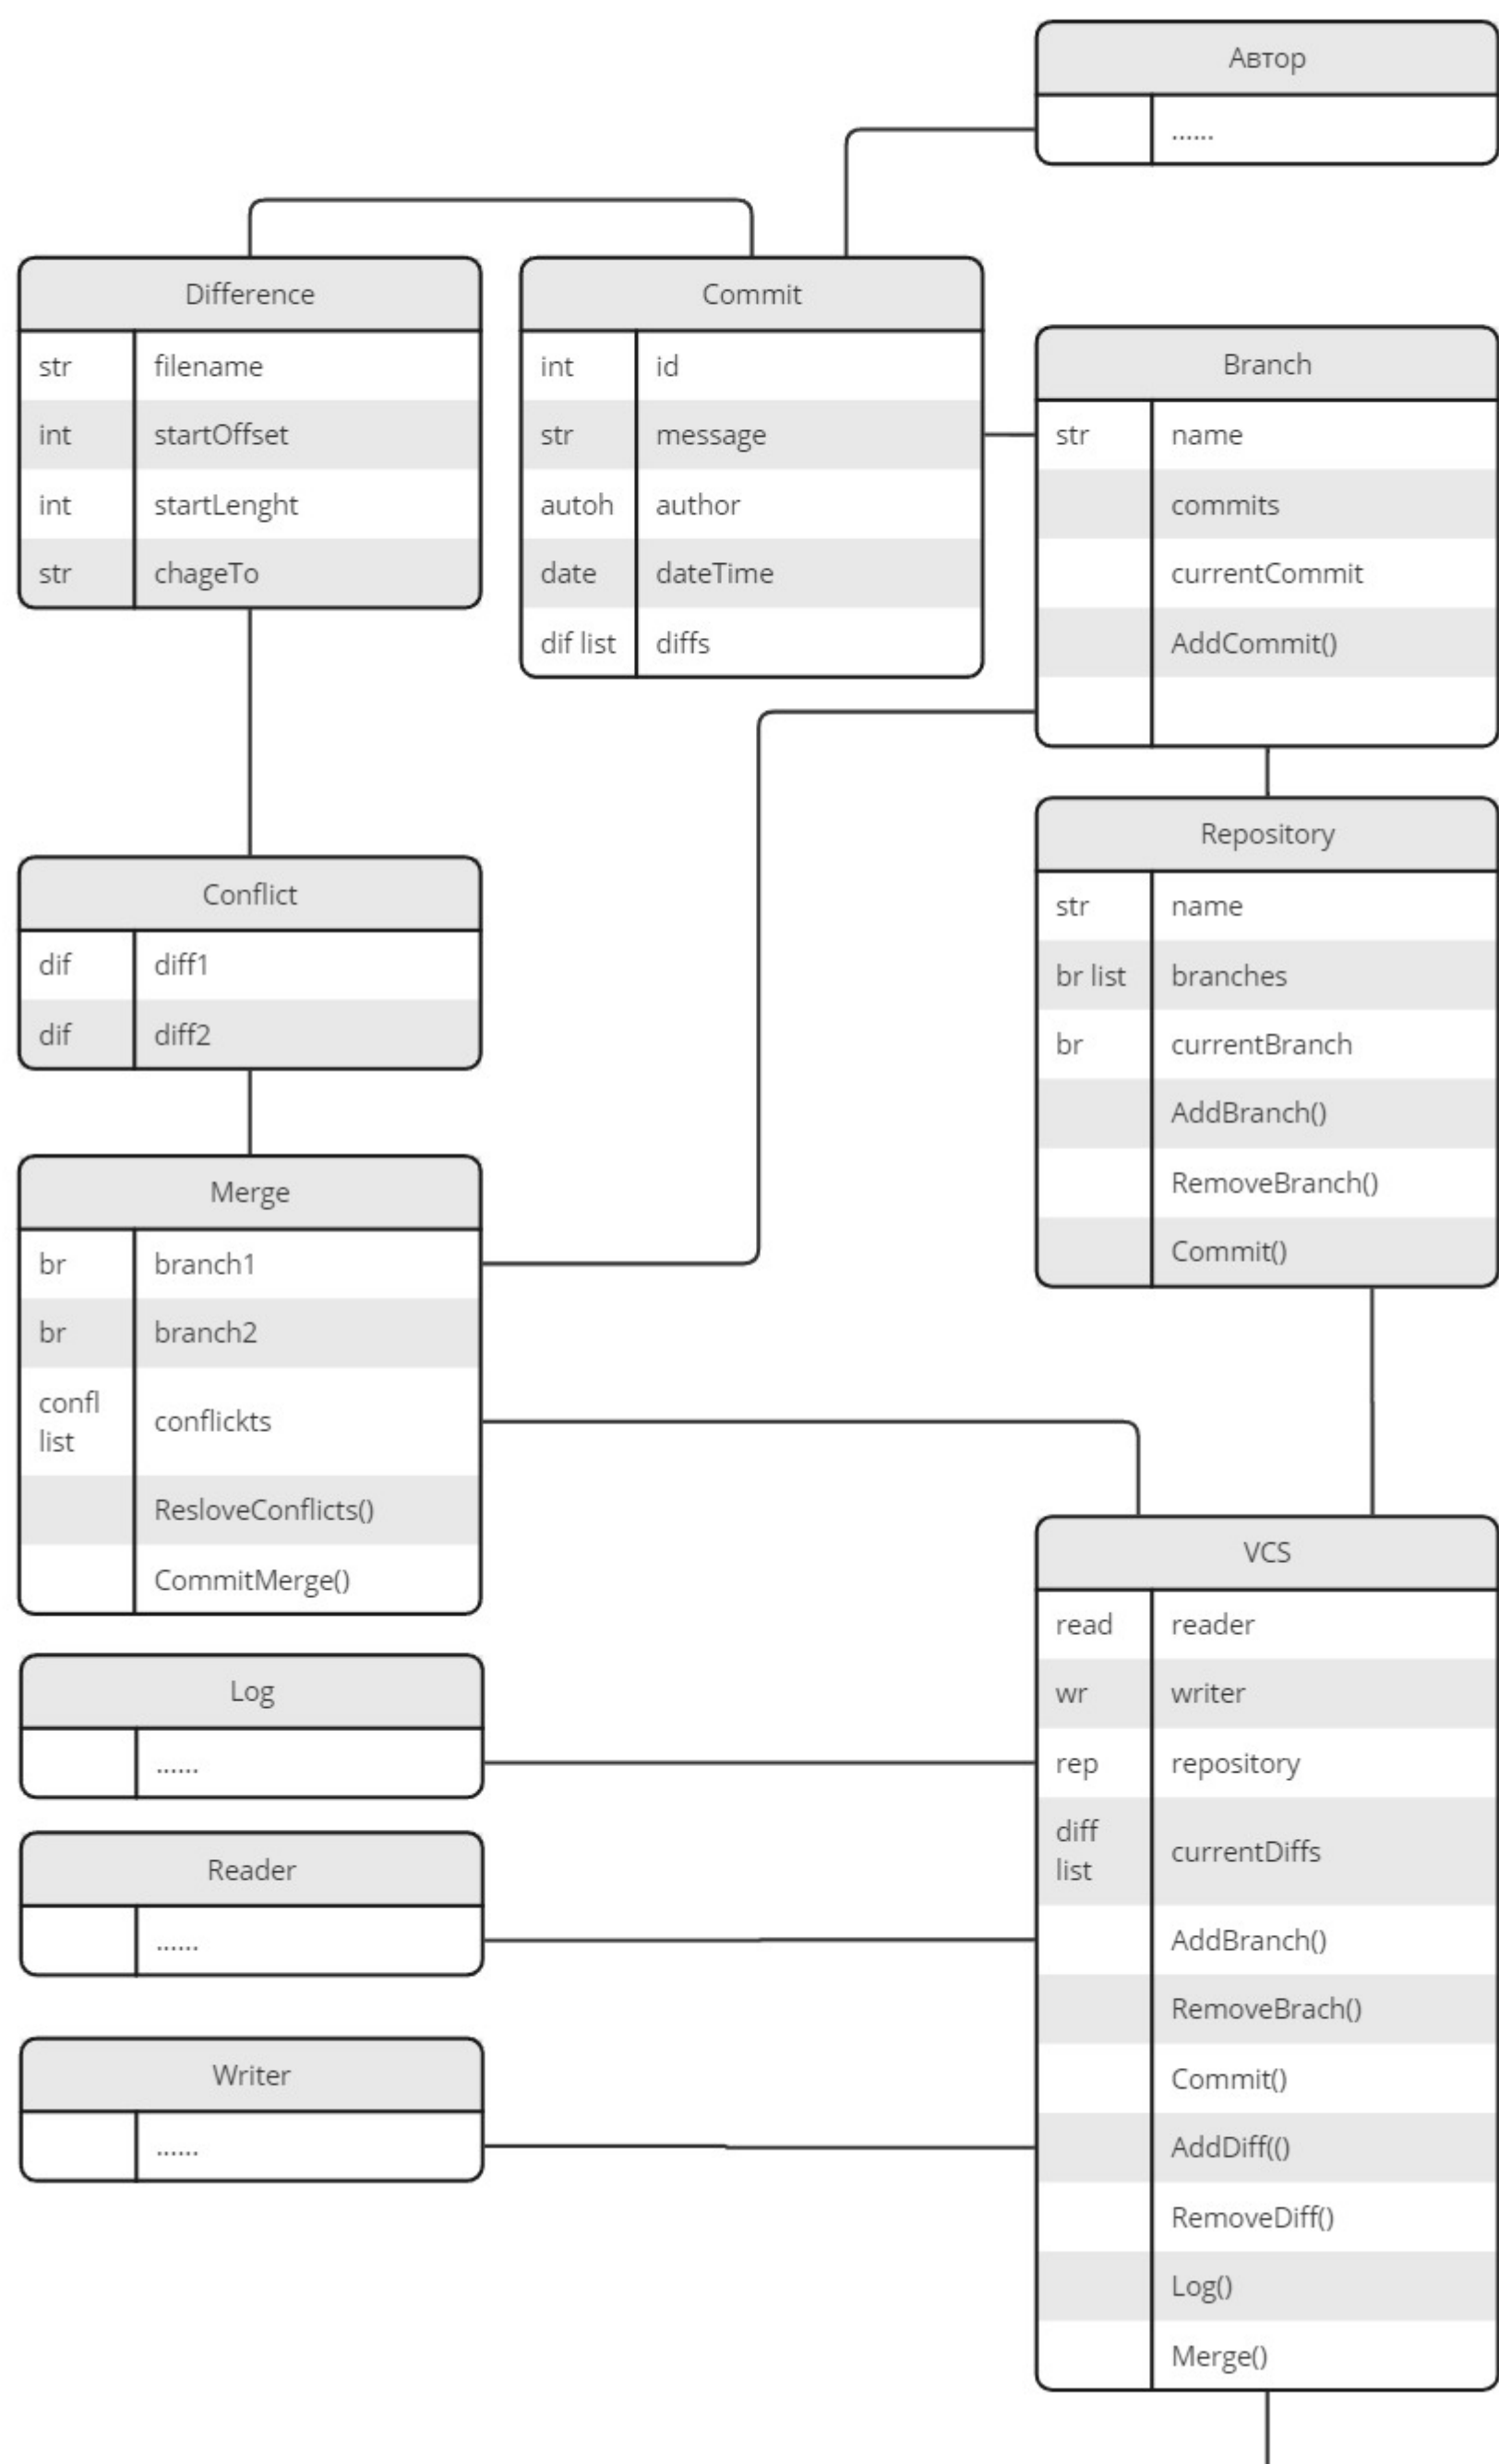 Автор
......
Difference
str filename
int startOffset
int startLenght
str chageTo
Commit
int id
str message
autoh author
date dateTime
dif list diffs
Branch
str name
commits
currentCommit
AddCommit()
Repository
str name
br list branches
br currentBranch
AddBranch()
RemoveBranch()
Commit()
Conflict
dif diff1
dif diff2
Merge
br branch1
br branch2
confl
list
conflickts
ResloveConflicts()
CommitMerge()
Log
......
Reader
......
Writer
......
VCS
read reader
wr writer
rep repository
diff
list
currentDiffs
AddBranch()
RemoveBrach()
Commit()
AddDiff(()
RemoveDiff()
Log()
Merge()